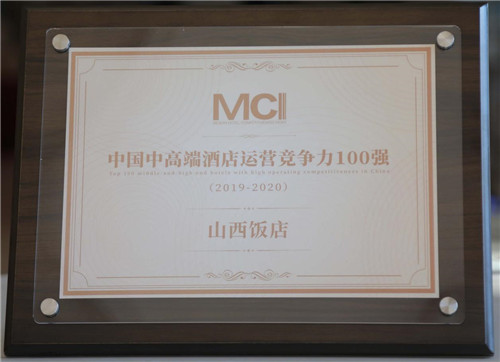 MCI
中国中高端酒店运营竞争力100强
Top 100 middle and high end hotels with high operating competitiveness in China
(2019-2020)
山西饭店